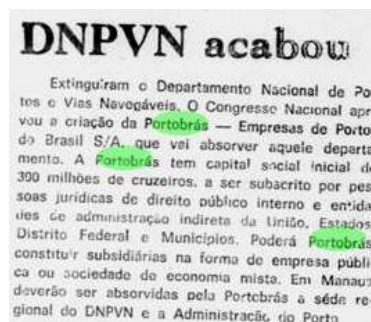 DNPVN acabou
Extinguiram o Departamento Nacional de Po
tos e Vias Navegáveis. O Congresso Nacional apr
vou a criação da Portobrás — Empresas de Porto
do Brasil S/A, que vai absorver aquele departa
mento. A Portobrás tem capital social inicial d
390 milhões de cruzeiros, a ser subscrito por pes
soas jurídicas de direito público interno e entida
des de administração indireta da União, Estados
Distrito Federal e Municípios. Poderá Portobrás
constituir subsidiárias na forma de empresa públi
ca ou sociedade de economia mista. Em Manaus
deverão ser absorvidas pela Portobrás a séde re
gional do DNPVN e a Administração do Porto